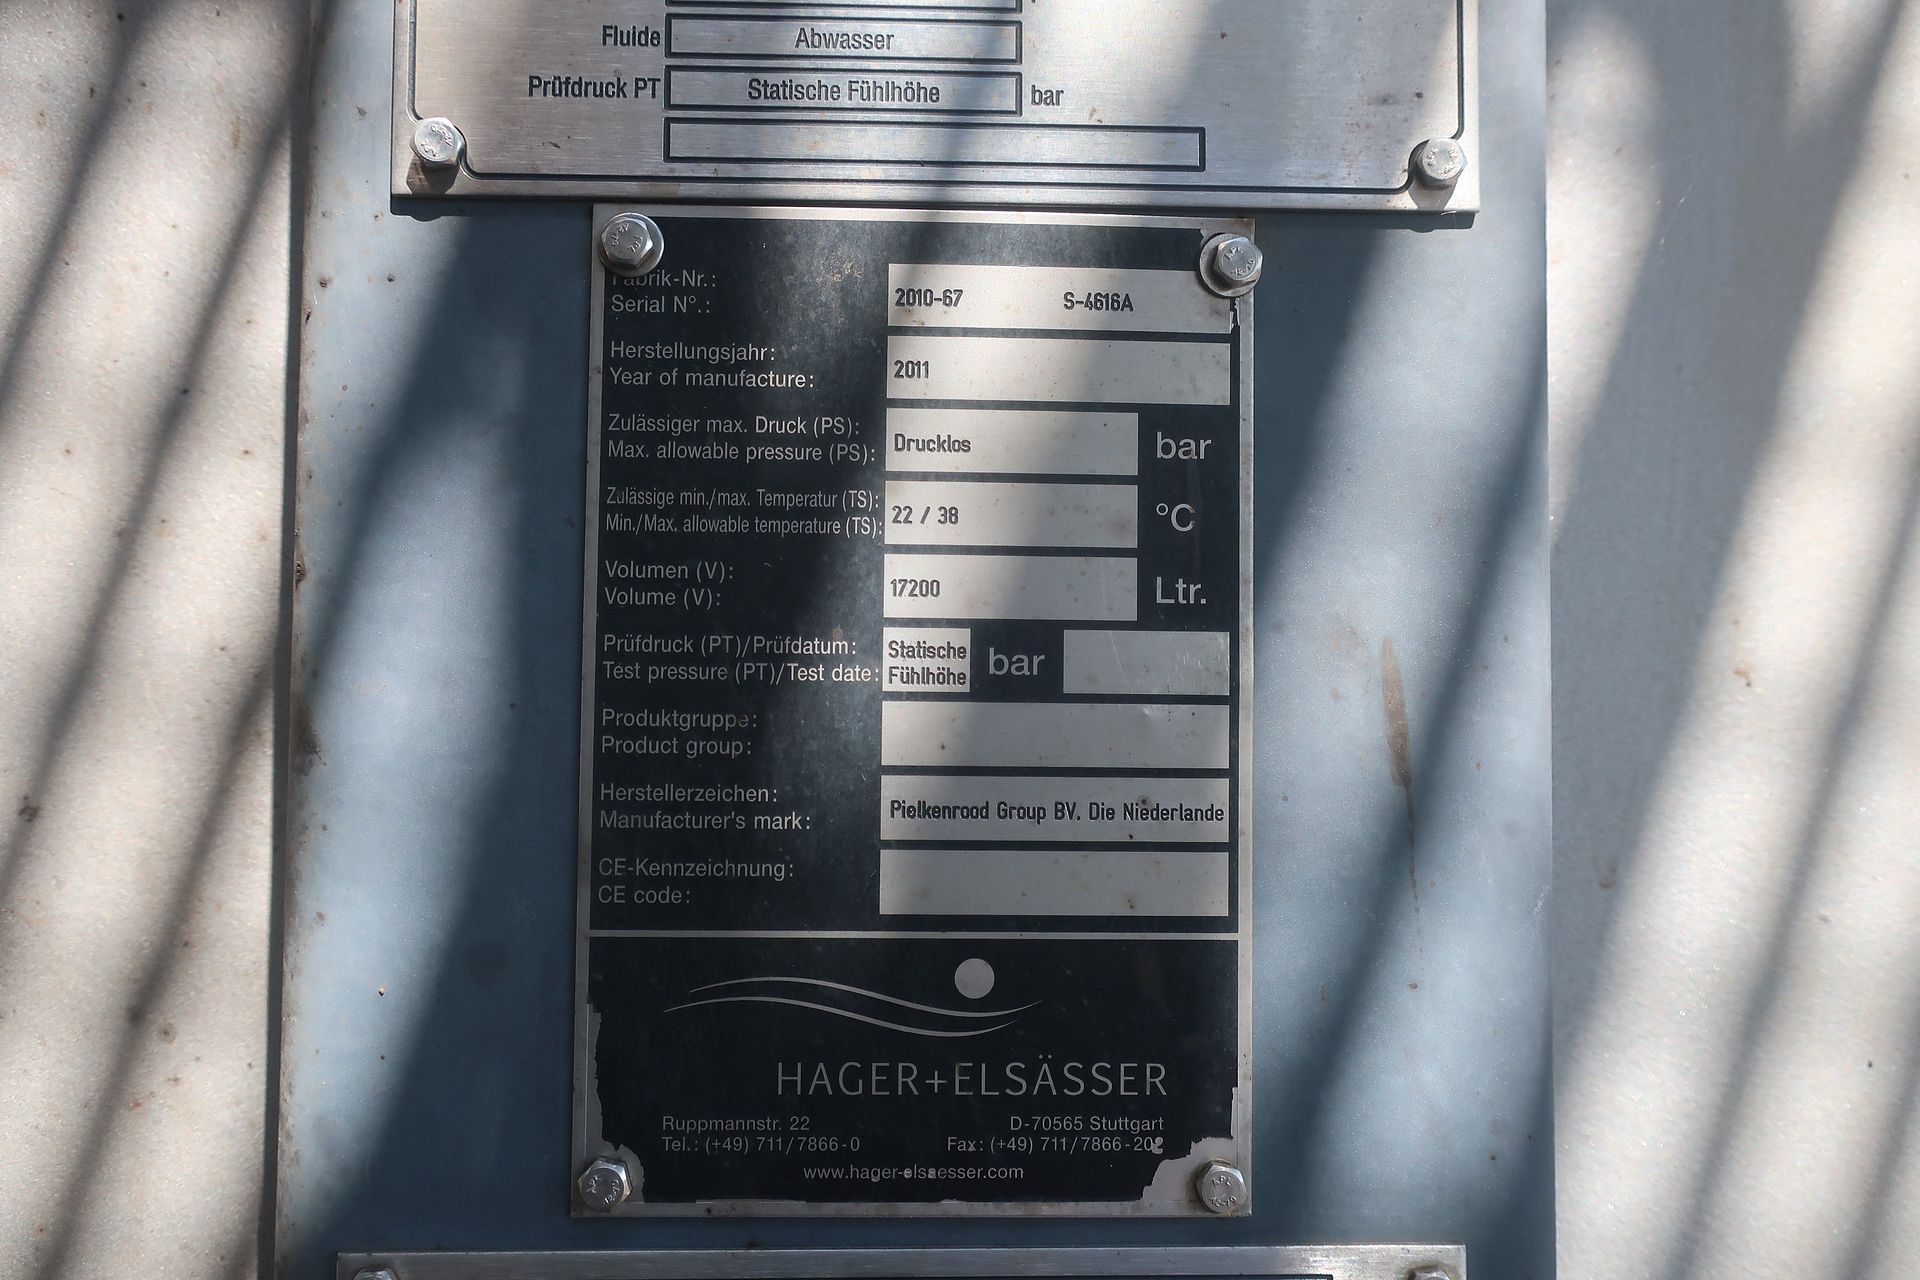 Fluide Abwasser
Prüfdruck PT Statische Fühlhöhe bar
Fabrik-Nr.:
Serial N°.: 2010-67 S-4616A
Herstellungsjahr:
Year of manufacture: 2011
Zulässiger max. Druck (PS):
Max. allowable pressure (PS): Drucklos bar
Zulässige min./max. Temperatur (TS):
Min./Max. allowable temperature (TS): 22 / 38 °C
Volumen (V):
Volume (V): 17200 Ltr.
Prüfdruck (PT)/Prüfdatum:
Test pressure (PT)/Test date: Statische Fühlhöhe bar
Produktgruppe:
Product group:
Herstellerzeichen:
Manufacturer's mark: Pielkenrood Group BV. Die Niederlande
CE-Kennzeichnung:
CE code:
HAGER+ELSÄSSER
Ruppmannstr. 22 D-70565 Stuttgart
Tel.: (+49) 711/7866-0 Fax: (+49) 711/7866-202
www.hager-elsaesser.com